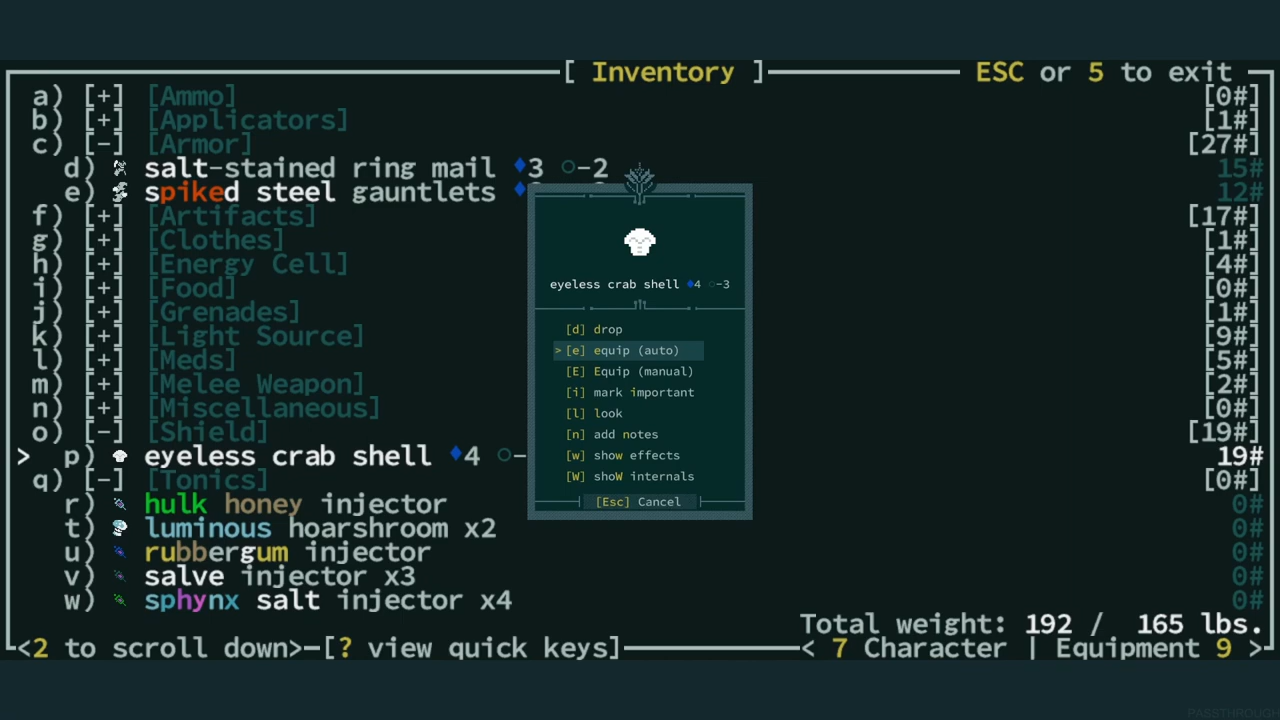 [ Inventory ] ESC or 5 to exit
a) [+] [Ammo] [0#]
b) [+] [Applicators] [1#]
c) [-] [Armor] [27#]
d) salt-stained ring mail ♦3 ○-2 15#
e) spiked steel gauntlets ♦ 12#
f) [+] [Artifacts] [17#]
g) [+] [Clothes] [1#]
h) [+] [Energy Cell] [4#]
i) [+] [Food] [0#]
j) [+] [Grenades] [1#]
k) [+] [Light Source] [9#]
l) [+] [Meds] [5#]
m) [+] [Melee Weapon] [2#]
n) [+] [Miscellaneous] [0#]
o) [-] [Shield] [19#]
> p) eyeless crab shell ♦4 ○- 19#
q) [-] [Tonics] [0#]
r) hulk honey injector 0#
t) luminous hoarshroom x2 0#
u) rubbergum injector 0#
v) salve injector x3 0#
w) sphynx salt injector x4 0#
Total weight: 192 / 165 lbs.
<2 to scroll down> [? view quick keys] < 7 Character | Equipment 9 >
eyeless crab shell ♦4 ○-3
[d] drop
>[e] equip (auto)
[E] Equip (manual)
[i] mark important
[l] look
[n] add notes
[w] show effects
[W] shoW internals
[Esc] Cancel